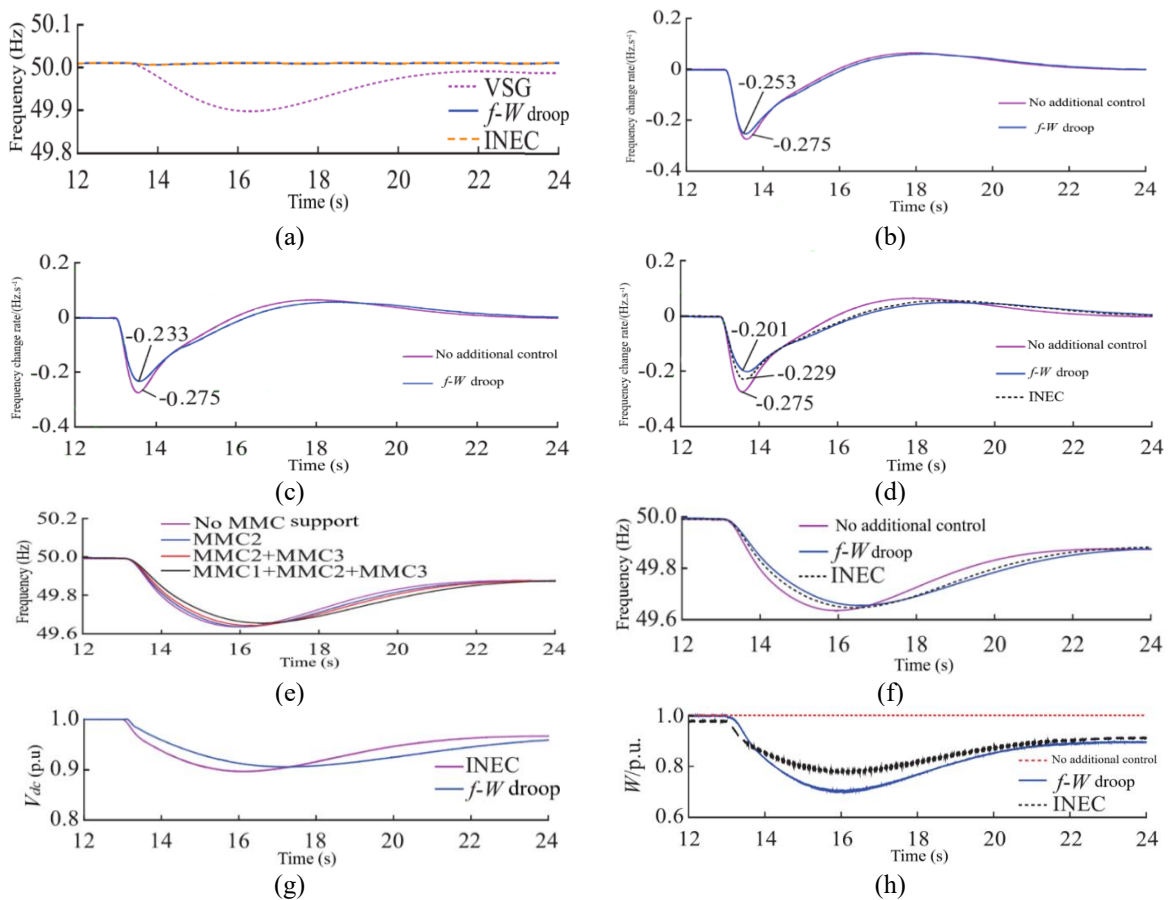 50.1
50.0
49.9
49.8
Frequency (Hz)
VSG
f-W droop
INEC
12 14 16 18 20 22 24
Time (s)
(a)
0.2
0
-0.2
-0.4
Frequency change rate/(Hz.s-1)
-0.253
-0.275
No additional control
f-W droop
12 14 16 18 20 22 24
Time (s)
(b)
0.2
0
-0.2
-0.4
Frequency change rate/(Hz.s-1)
-0.233
-0.275
No additional control
f-W droop
12 14 16 18 20 22 24
Time (s)
(c)
0.2
0
-0.2
-0.4
Frequency change rate/(Hz.s-1)
-0.201
-0.229
-0.275
No additional control
f-W droop
INEC
12 14 16 18 20 22 24
Time (s)
(d)
50.2
50.0
49.8
49.6
Frequency (Hz)
No MMC support
MMC2
MMC2+MMC3
MMC1+MMC2+MMC3
12 14 16 18 20 22 24
Time (s)
(e)
50.0
49.8
49.6
Frequency (Hz)
No additional control
f-W droop
INEC
12 14 16 18 20 22 24
Time (s)
(f)
1.0
0.9
0.8
Vdc (p.u)
INEC
f-W droop
12 14 16 18 20 22 24
Time (s)
(g)
1.0
0.8
0.6
W/p.u.
No additional control
f-W droop
INEC
12 14 16 18 20 22 24
Time (s)
(h)